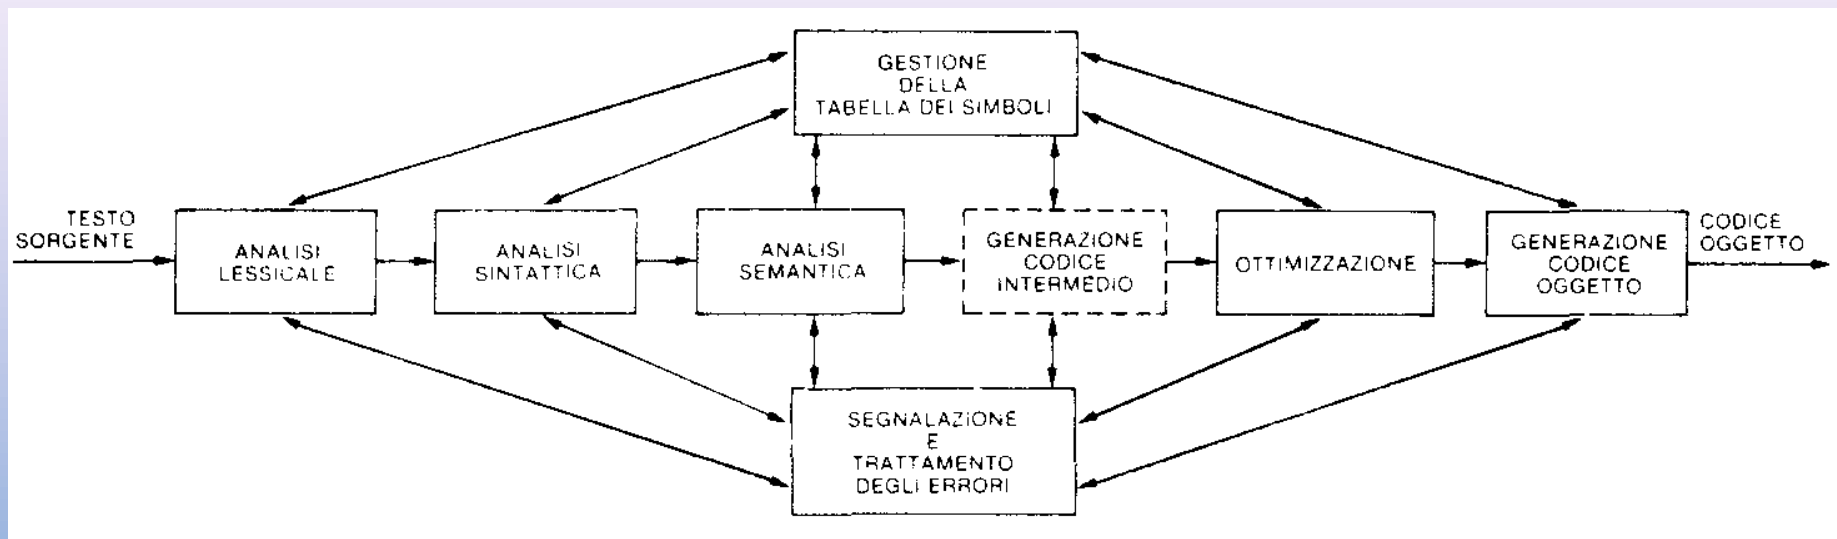 GESTIONE
DELLA
TABELLA DEI SIMBOLI
TESTO
SORGENTE
ANALISI
LESSICALE
ANALISI
SINTATTICA
ANALISI
SEMANTICA
GENERAZIONE
CODICE
INTERMEDIO
OTTIMIZZAZIONE
GENERAZIONE
CODICE
OGGETTO
CODICE
OGGETTO
SEGNALAZIONE
E
TRATTAMENTO
DEGLI ERRORI